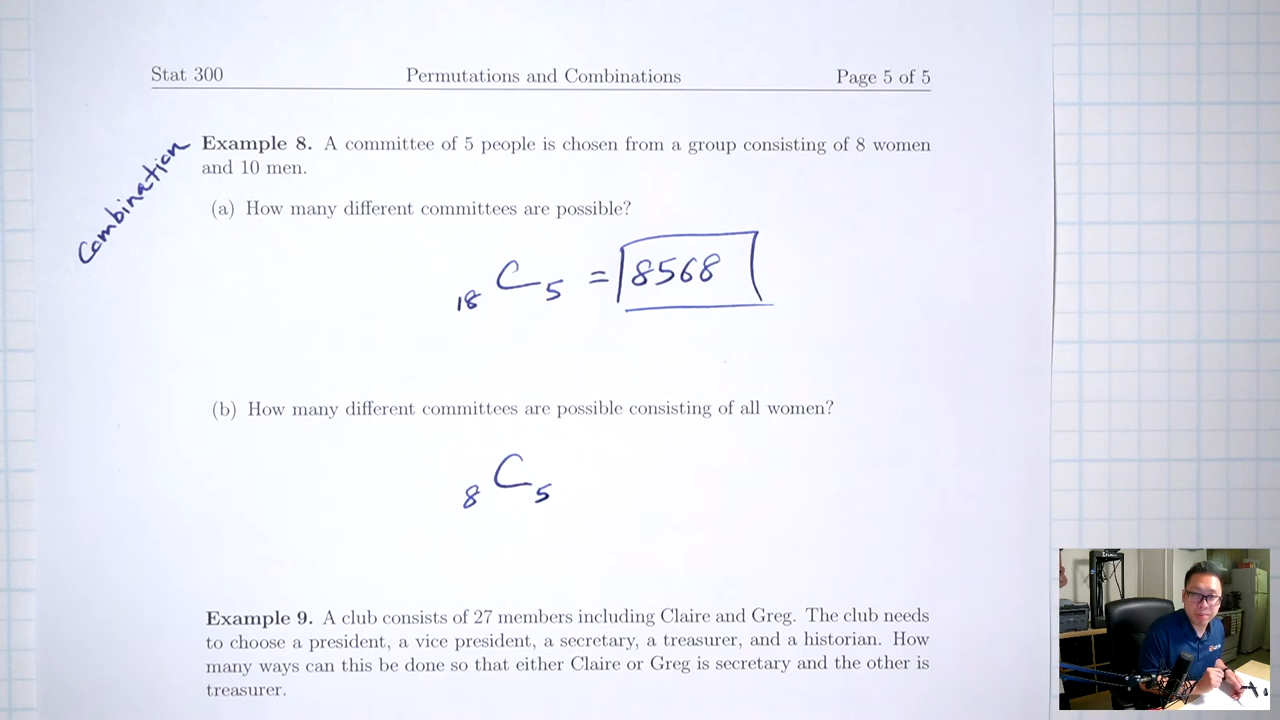 Stat 300 Permutations and Combinations Page 5 of 5
Combination
Example 8. A committee of 5 people is chosen from a group consisting of 8 women
and 10 men.
(a) How many different committees are possible?
18 C 5 = 8568
(b) How many different committees are possible consisting of all women?
8 C 5
Example 9. A club consists of 27 members including Claire and Greg. The club needs
to choose a president, a vice president, a secretary, a treasurer, and a historian. How
many ways can this be done so that either Claire or Greg is secretary and the other is
treasurer.